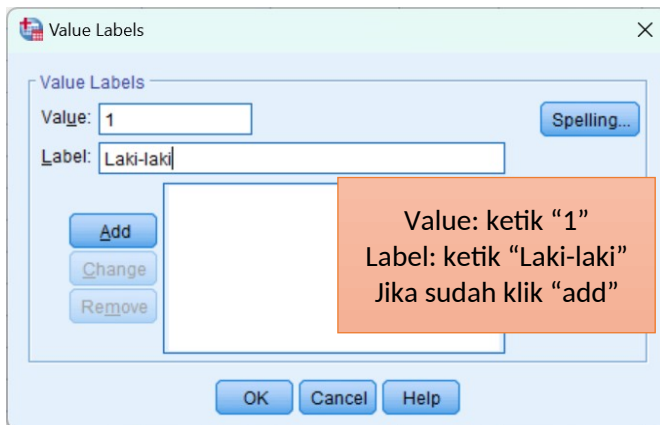 Value Labels
Value Labels
Value: 1
Spelling...
Label: Laki-laki
Add
Change
Remove
Value: ketik “1”
Label: ketik “Laki-laki”
Jika sudah klik “add”
OK Cancel Help